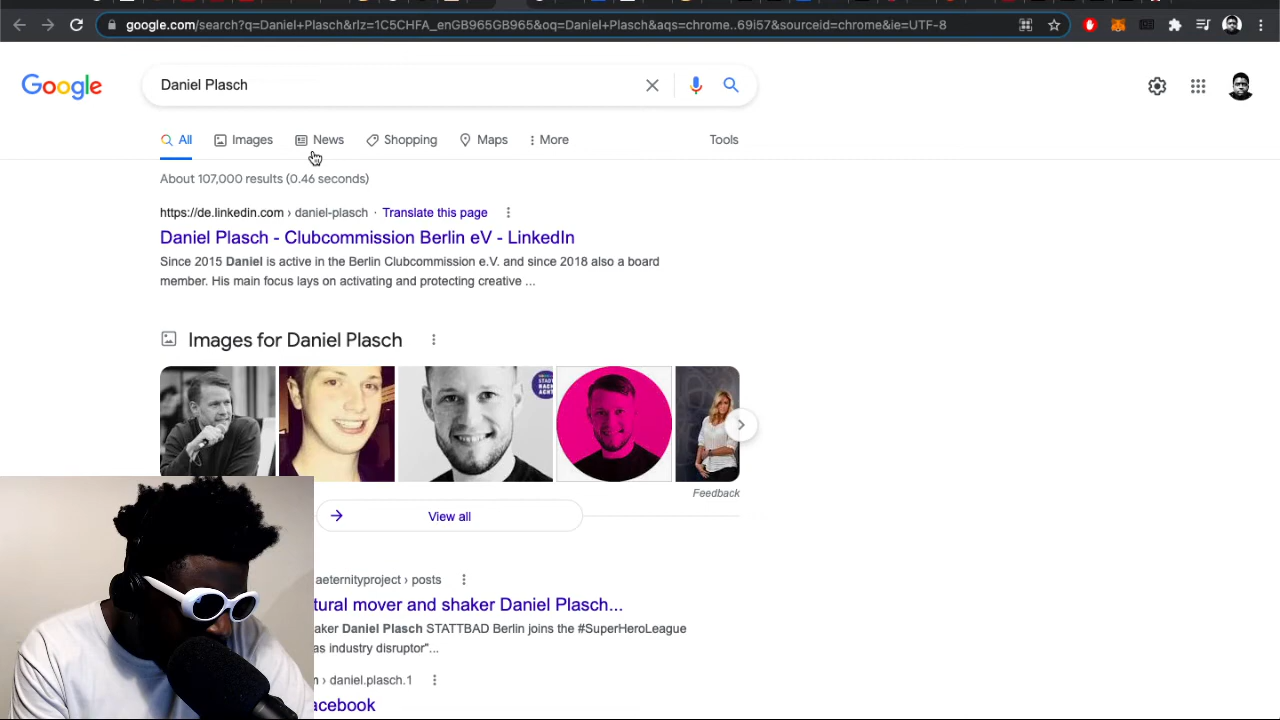 google.com/search?q=Daniel+Plasch&rlz=1C5CHFA_enGB965GB965&oq=Daniel+Plasch&aqs=chrome..69i57&sourceid=chrome&ie=UTF-8
Google
Daniel Plasch
All Images News Shopping Maps More Tools
About 107,000 results (0.46 seconds)
https://de.linkedin.com › daniel-plasch · Translate this page
Daniel Plasch - Clubcommission Berlin eV - LinkedIn
Since 2015 Daniel is active in the Berlin Clubcommission e.V. and since 2018 also a board
member. His main focus lays on activating and protecting creative ...
Images for Daniel Plasch
Feedback
View all
aeternityproject › posts
tural mover and shaker Daniel Plasch...
aker Daniel Plasch STATTBAD Berlin joins the #SuperHeroLeague
as industry disruptor"...
m › daniel.plasch.1
acebook